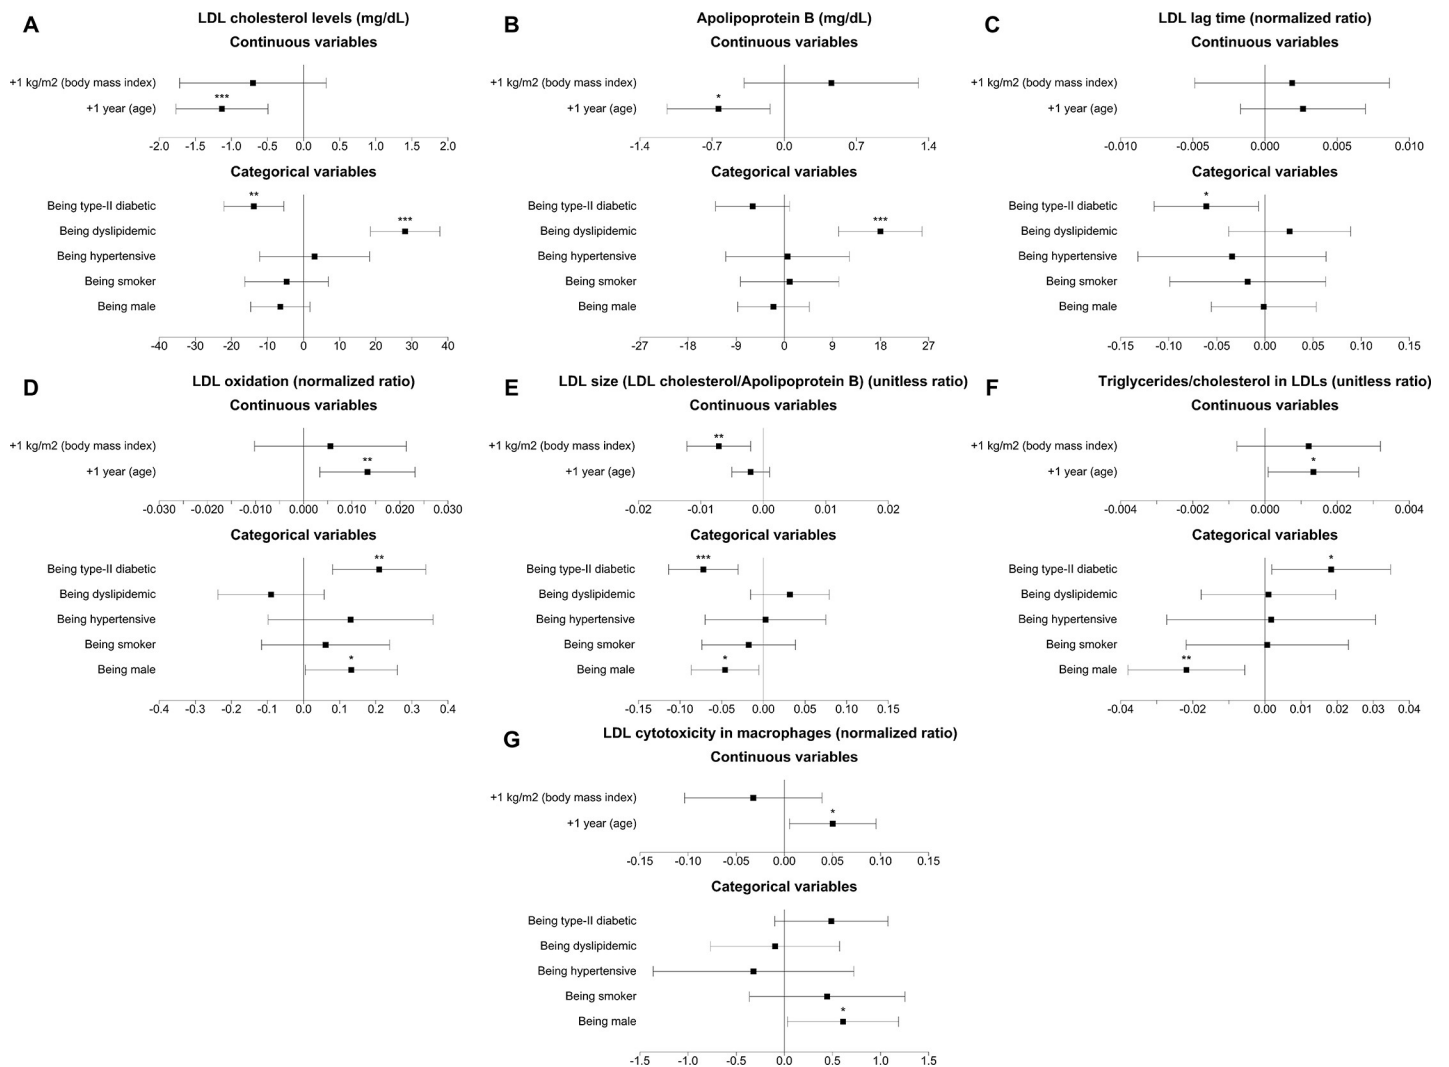 A
LDL cholesterol levels (mg/dL)
Continuous variables
+1 kg/m2 (body mass index)
***
+1 year (age)
-2.0 -1.5 -1.0 -0.5 0.0 0.5 1.0 1.5 2.0
Categorical variables
**
Being type-II diabetic
***
Being dyslipidemic
Being hypertensive
Being smoker
Being male
-40 -30 -20 -10 0 10 20 30 40
B
Apolipoprotein B (mg/dL)
Continuous variables
+1 kg/m2 (body mass index)
*
+1 year (age)
-1.4 -0.7 0.0 0.7 1.4
Categorical variables
Being type-II diabetic
***
Being dyslipidemic
Being hypertensive
Being smoker
Being male
-27 -18 -9 0 9 18 27
C
LDL lag time (normalized ratio)
Continuous variables
+1 kg/m2 (body mass index)
+1 year (age)
-0.010 -0.005 0.000 0.005 0.010
Categorical variables
*
Being type-II diabetic
Being dyslipidemic
Being hypertensive
Being smoker
Being male
-0.15 -0.10 -0.05 0.00 0.05 0.10 0.15
D
LDL oxidation (normalized ratio)
Continuous variables
+1 kg/m2 (body mass index)
**
+1 year (age)
-0.030 -0.020 -0.010 0.000 0.010 0.020 0.030
Categorical variables
**
Being type-II diabetic
Being dyslipidemic
Being hypertensive
Being smoker
*
Being male
-0.4 -0.3 -0.2 -0.1 0 0.1 0.2 0.3 0.4
E
LDL size (LDL cholesterol/Apolipoprotein B) (unitless ratio)
Continuous variables
**
+1 kg/m2 (body mass index)
+1 year (age)
-0.02 -0.01 0.00 0.01 0.02
Categorical variables
***
Being type-II diabetic
Being dyslipidemic
Being hypertensive
Being smoker
*
Being male
-0.15 -0.10 -0.05 0.00 0.05 0.10 0.15
F
Triglycerides/cholesterol in LDLs (unitless ratio)
Continuous variables
+1 kg/m2 (body mass index)
*
+1 year (age)
-0.004 -0.002 0.000 0.002 0.004
Categorical variables
*
Being type-II diabetic
Being dyslipidemic
Being hypertensive
Being smoker
**
Being male
-0.04 -0.02 0.00 0.01 0.02 0.03 0.04
G
LDL cytotoxicity in macrophages (normalized ratio)
Continuous variables
+1 kg/m2 (body mass index)
*
+1 year (age)
-0.15 -0.10 -0.05 0.00 0.05 0.10 0.15
Categorical variables
Being type-II diabetic
Being dyslipidemic
Being hypertensive
Being smoker
*
Being male
-1.5 -1.0 -0.5 0.0 0.5 1.0 1.5